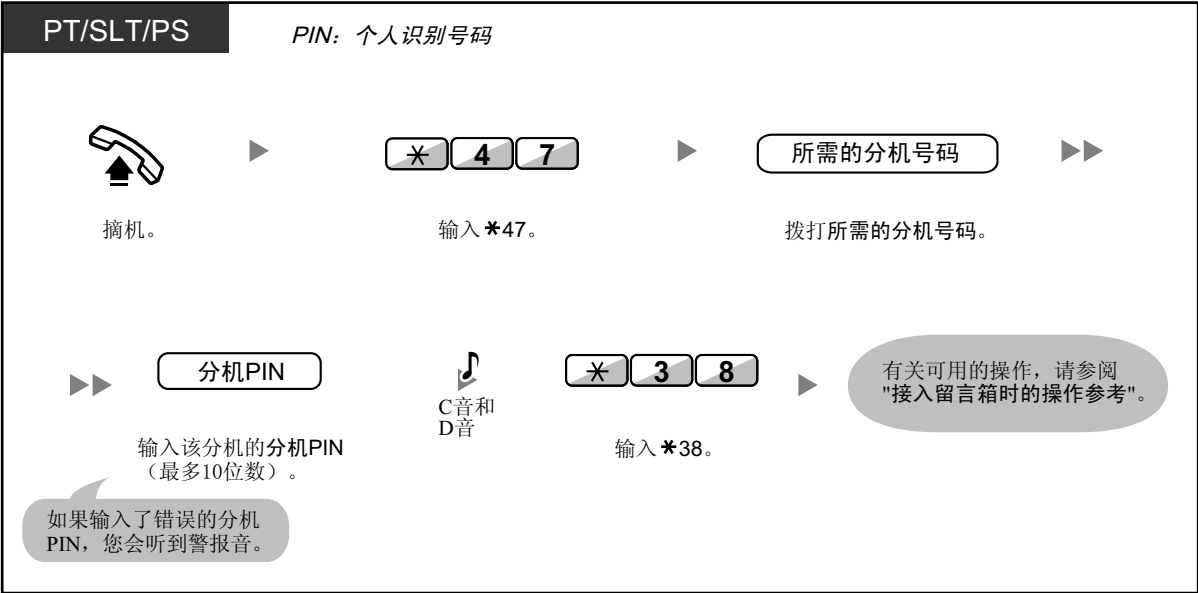 PT/SLT/PS
PIN：个人识别号码
✳ 4 7
所需的分机号码
摘机。
输入✳47。
拨打所需的分机号码。
分机PIN
C音和
D音
✳ 3 8
有关可用的操作，请参阅
"接入留言箱时的操作参考"。
输入该分机的分机PIN
（最多10位数）。
输入✳38。
如果输入了错误的分机
PIN，您会听到警报音。